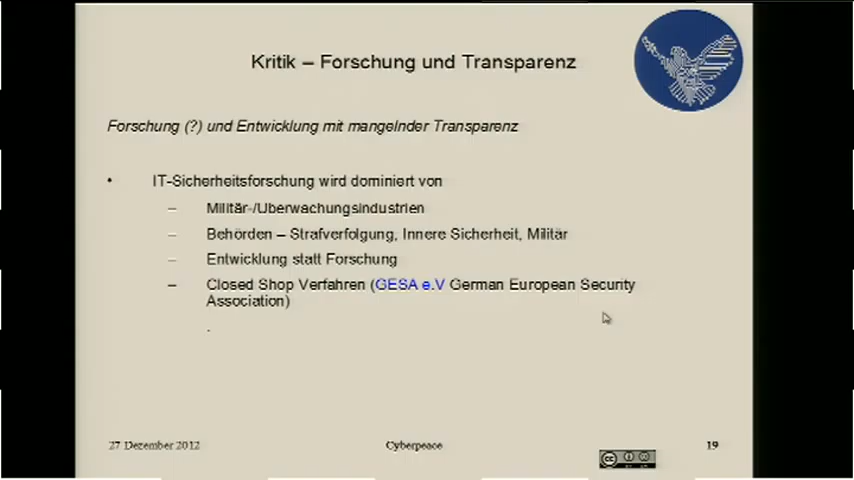 Kritik – Forschung und Transparenz
Forschung (?) und Entwicklung mit mangelnder Transparenz
• IT-Sicherheitsforschung wird dominiert von
– Militär-/Überwachungsindustrien
– Behörden – Strafverfolgung, Innere Sicherheit, Militär
– Entwicklung statt Forschung
– Closed Shop Verfahren (GESA e.V German European Security
Association)
.
27 Dezember 2012
Cyberpeace
19
cc